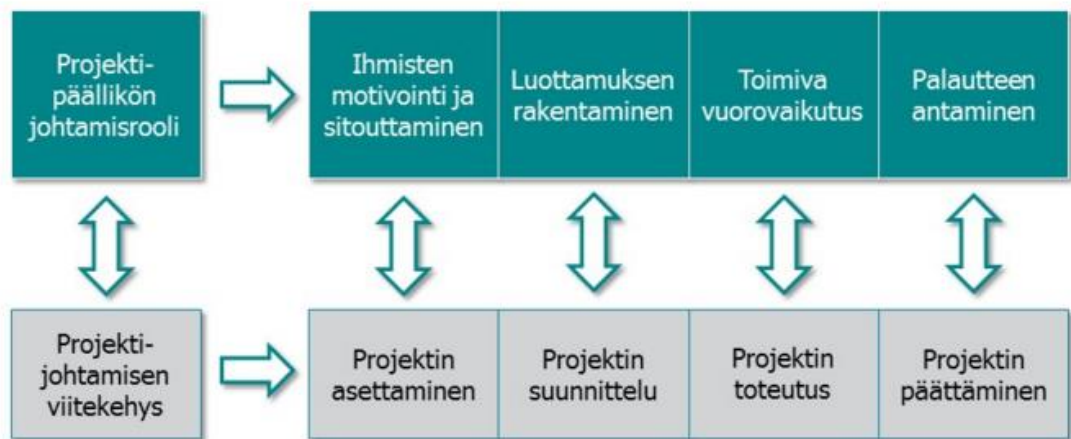 Projekti-
päällikön
johtamisrooli
Ihmisten
motivointi ja
sitouttaminen
Luottamuksen
rakentaminen
Toimiva
vuorovaikutus
Palautteen
antaminen
Projekti-
johtamisen
viitekehys
Projektin
asettaminen
Projektin
suunnittelu
Projektin
toteutus
Projektin
päättäminen